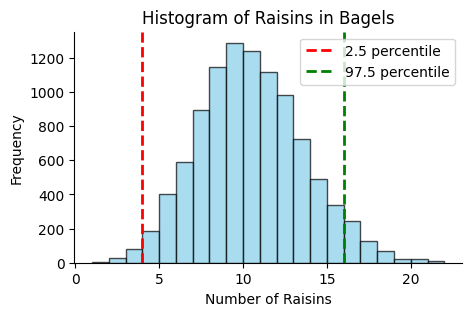 Histogram of Raisins in Bagels
2.5 percentile
97.5 percentile
Frequency
1200
1000
800
600
400
200
0
0 5 10 15 20
Number of Raisins